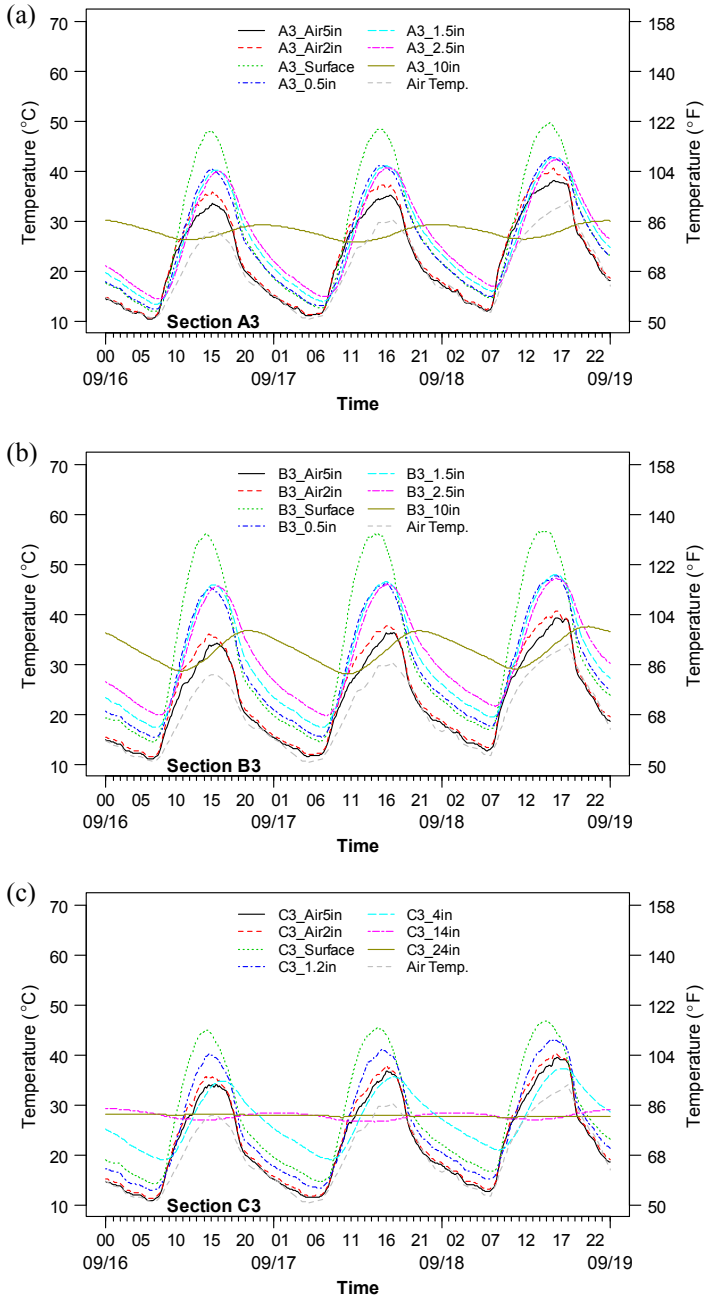 (a)
70 158
A3_Air5in A3_1.5in
A3_Air2in A3_2.5in
A3_Surface A3_10in
A3_0.5in Air Temp.
60 140
50 122
40 104
30 86
20 68
10 50
Temperature (°C)
Temperature (°F)
Section A3
00 05 10 15 20 01 06 11 16 21 02 07 12 17 22
09/16 09/17 09/18 09/19
Time
(b)
70 158
B3_Air5in B3_1.5in
B3_Air2in B3_2.5in
B3_Surface B3_10in
B3_0.5in Air Temp.
60 140
50 122
40 104
30 86
20 68
10 50
Temperature (°C)
Temperature (°F)
Section B3
00 05 10 15 20 01 06 11 16 21 02 07 12 17 22
09/16 09/17 09/18 09/19
Time
(c)
70 158
C3_Air5in C3_4in
C3_Air2in C3_14in
C3_Surface C3_24in
C3_1.2in Air Temp.
60 140
50 122
40 104
30 86
20 68
10 50
Temperature (°C)
Temperature (°F)
Section C3
00 05 10 15 20 01 06 11 16 21 02 07 12 17 22
09/16 09/17 09/18 09/19
Time